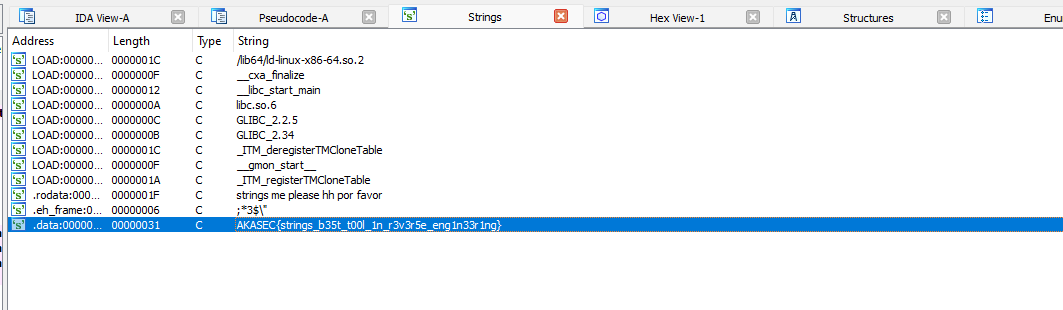 IDA View-A Pseudocode-A Strings Hex View-1 Structures Enu
Address Length Type String
LOAD:00000... 0000001C C /lib64/ld-linux-x86-64.so.2
LOAD:00000... 0000000F C __cxa_finalize
LOAD:00000... 00000012 C __libc_start_main
LOAD:00000... 0000000A C libc.so.6
LOAD:00000... 0000000C C GLIBC_2.2.5
LOAD:00000... 0000000B C GLIBC_2.34
LOAD:00000... 0000001C C _ITM_deregisterTMCloneTable
LOAD:00000... 0000000F C __gmon_start__
LOAD:00000... 0000001A C _ITM_registerTMCloneTable
.rodata:000... 0000001F C strings me please hh por favor
.eh_frame:0... 00000006 C ;*3$\"
.data:00000... 00000031 C AKASEC{strings_b35t_t00l_1n_r3v3r5e_eng1n33r1ng}